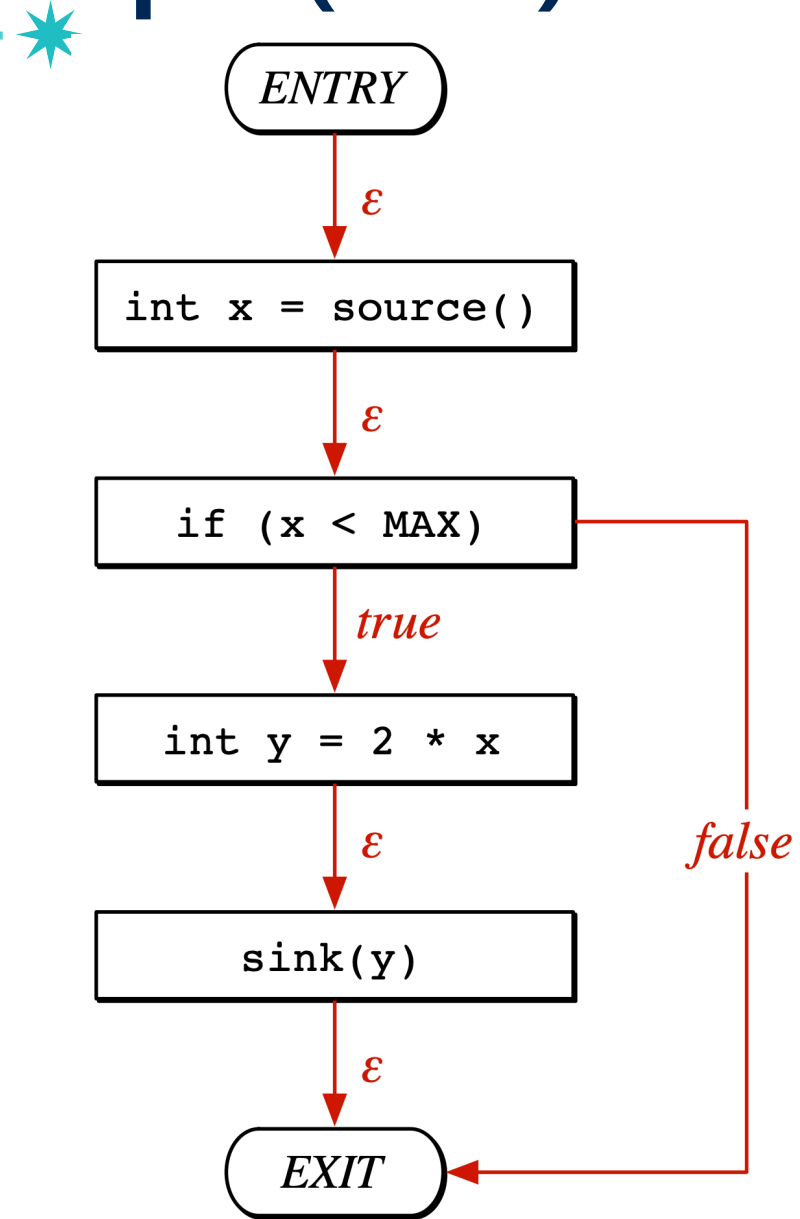 ENTRY
ε
int x = source()
ε
if (x < MAX)
true
int y = 2 * x
ε
false
sink(y)
ε
EXIT